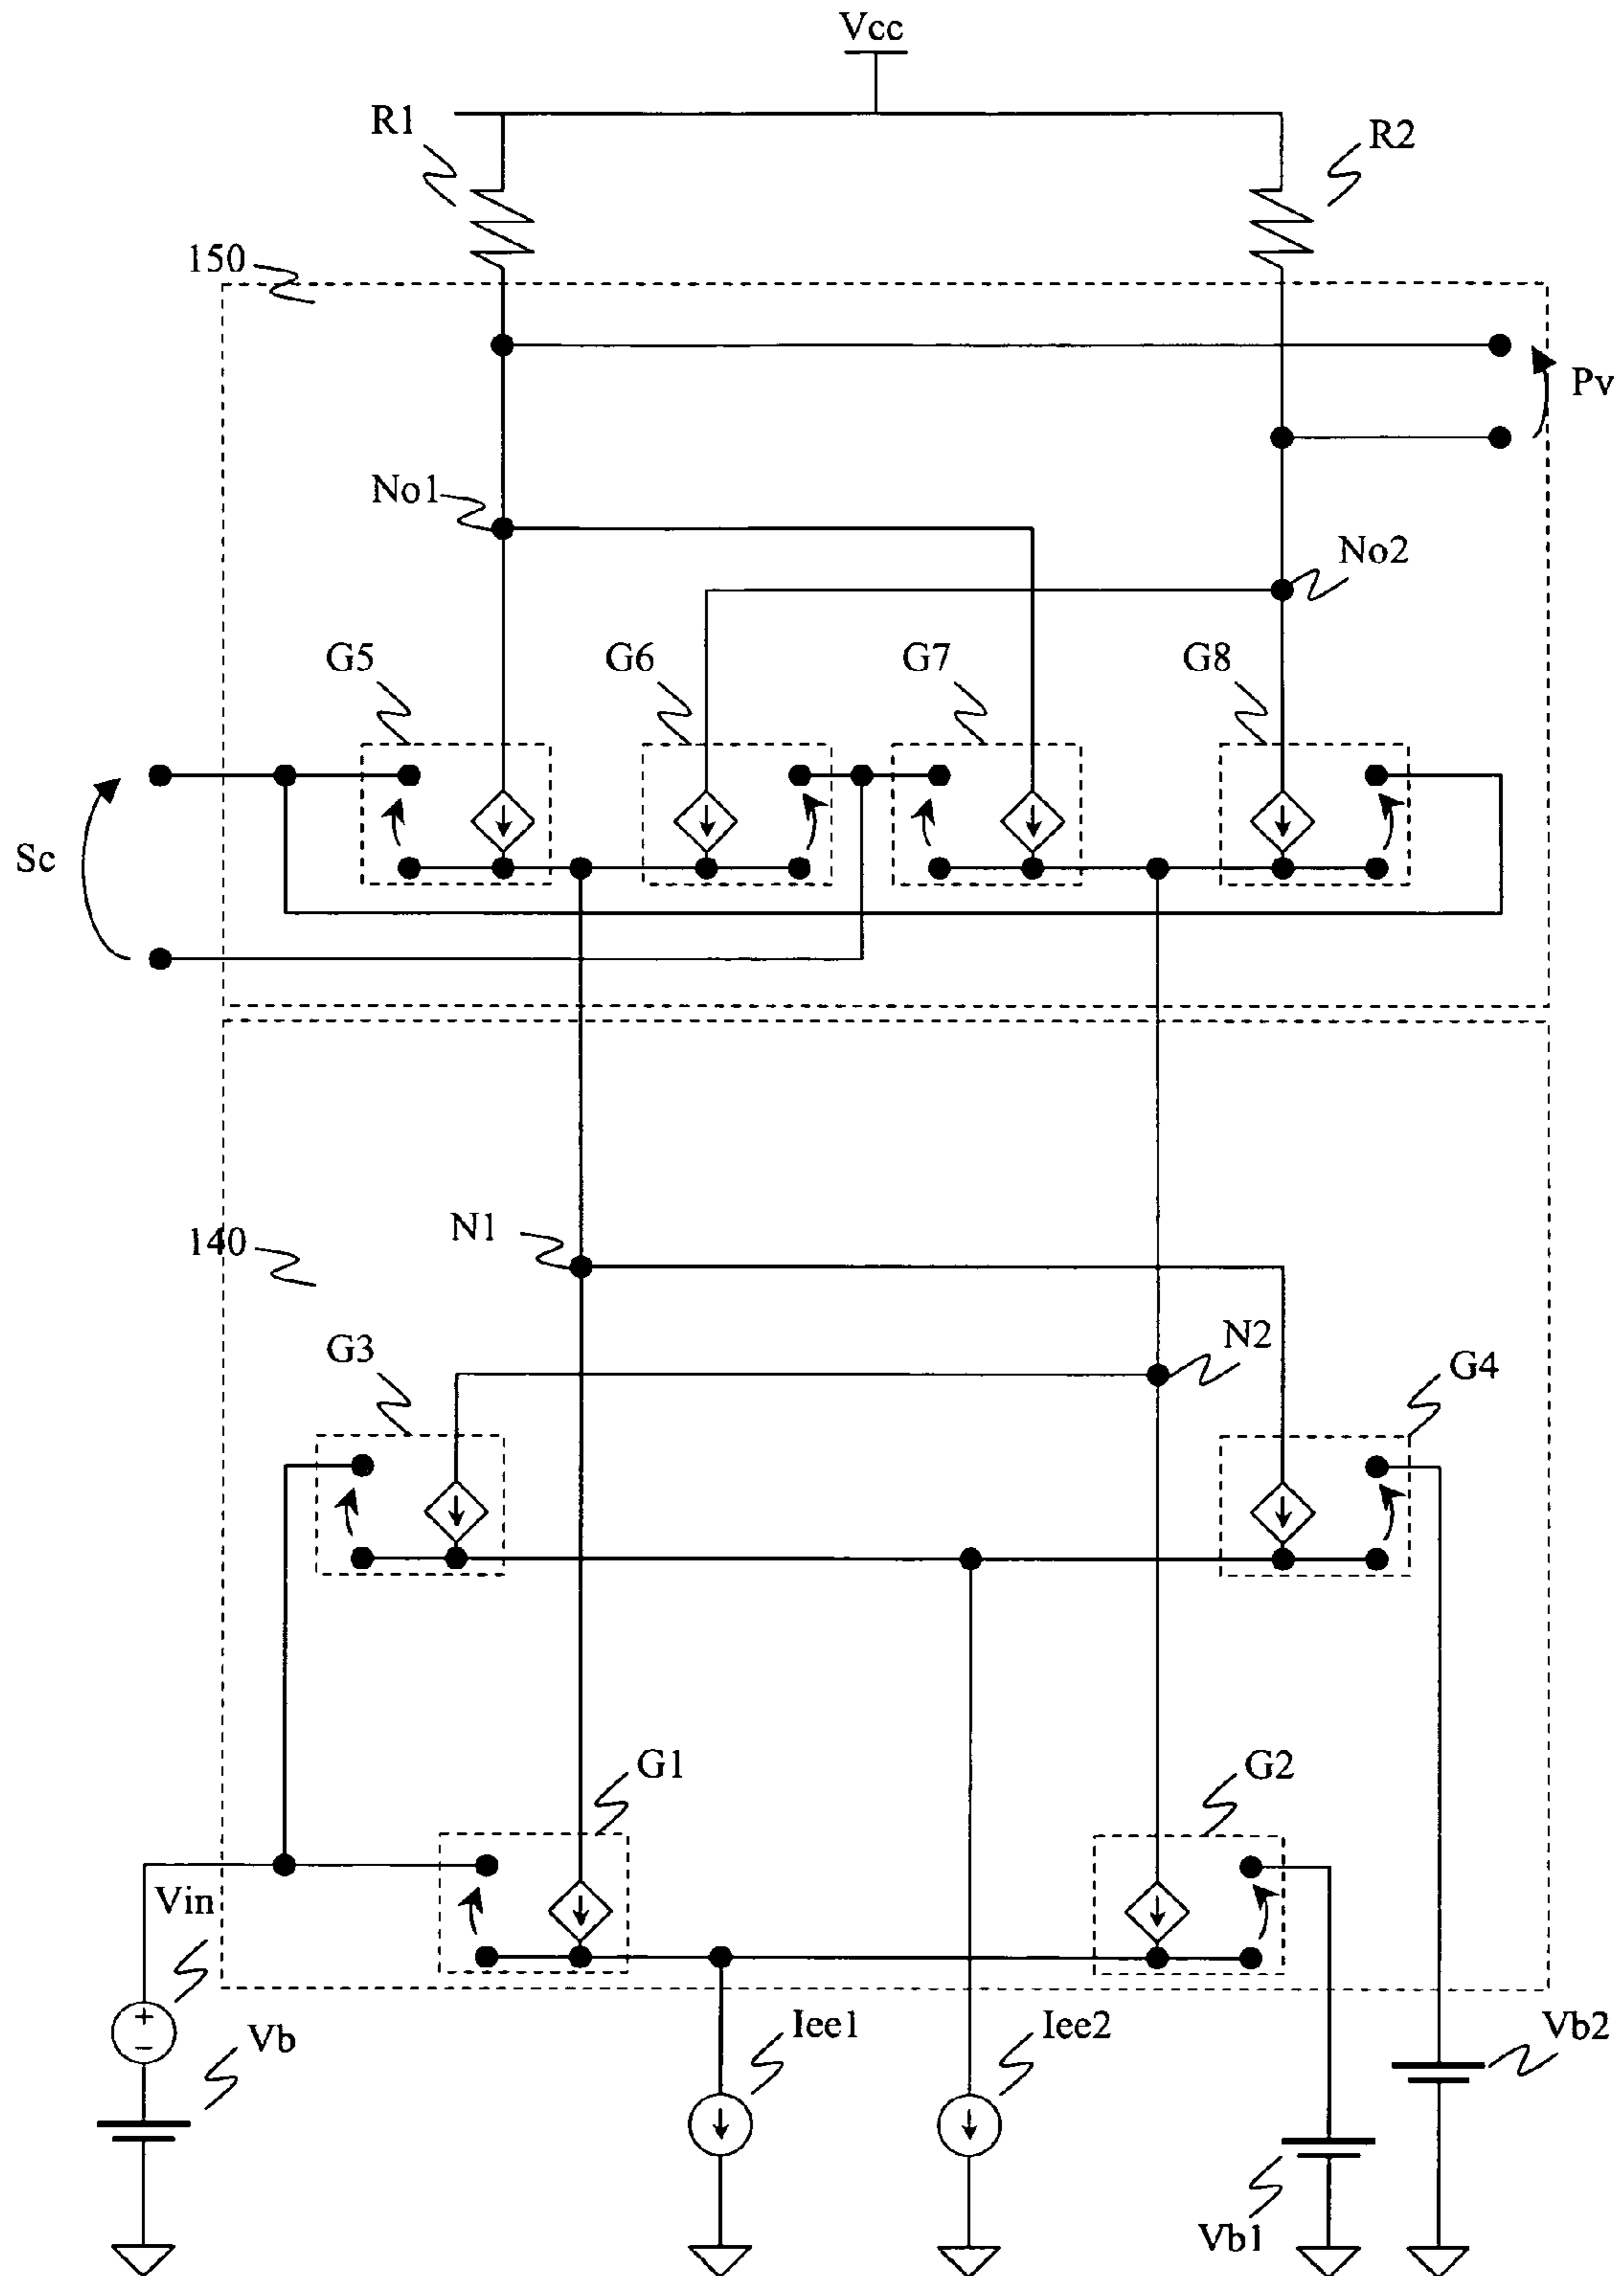 Vcc
R1
R2
150
Pv
No1
No2
G5
G6
G7
G8
Sc
N1
140
N2
G3
G4
G1
G2
Vin
+
−
Iee1
Iee2
Vb
Vb2
Vb1